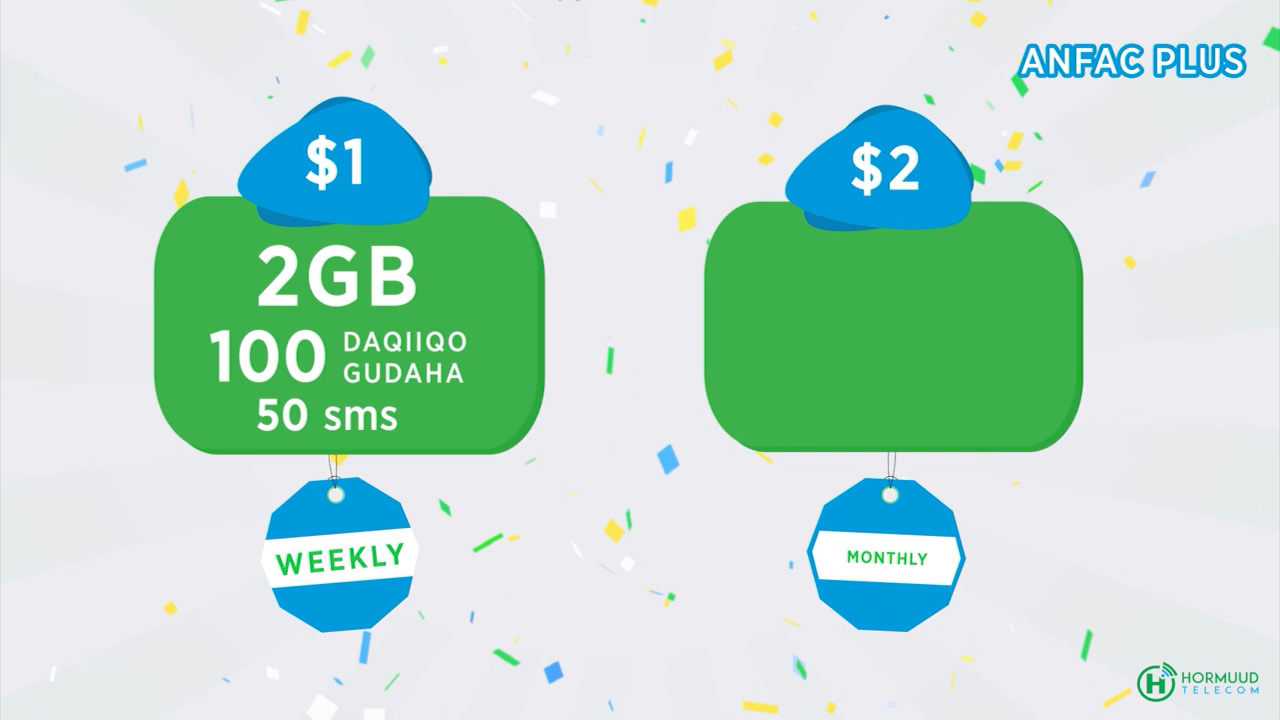 ANFAC PLUS
$1
2GB
100 DAQIIQO
GUDAHA
50 sms
WEEKLY
$2
MONTHLY
HORMUUD
TELECOM